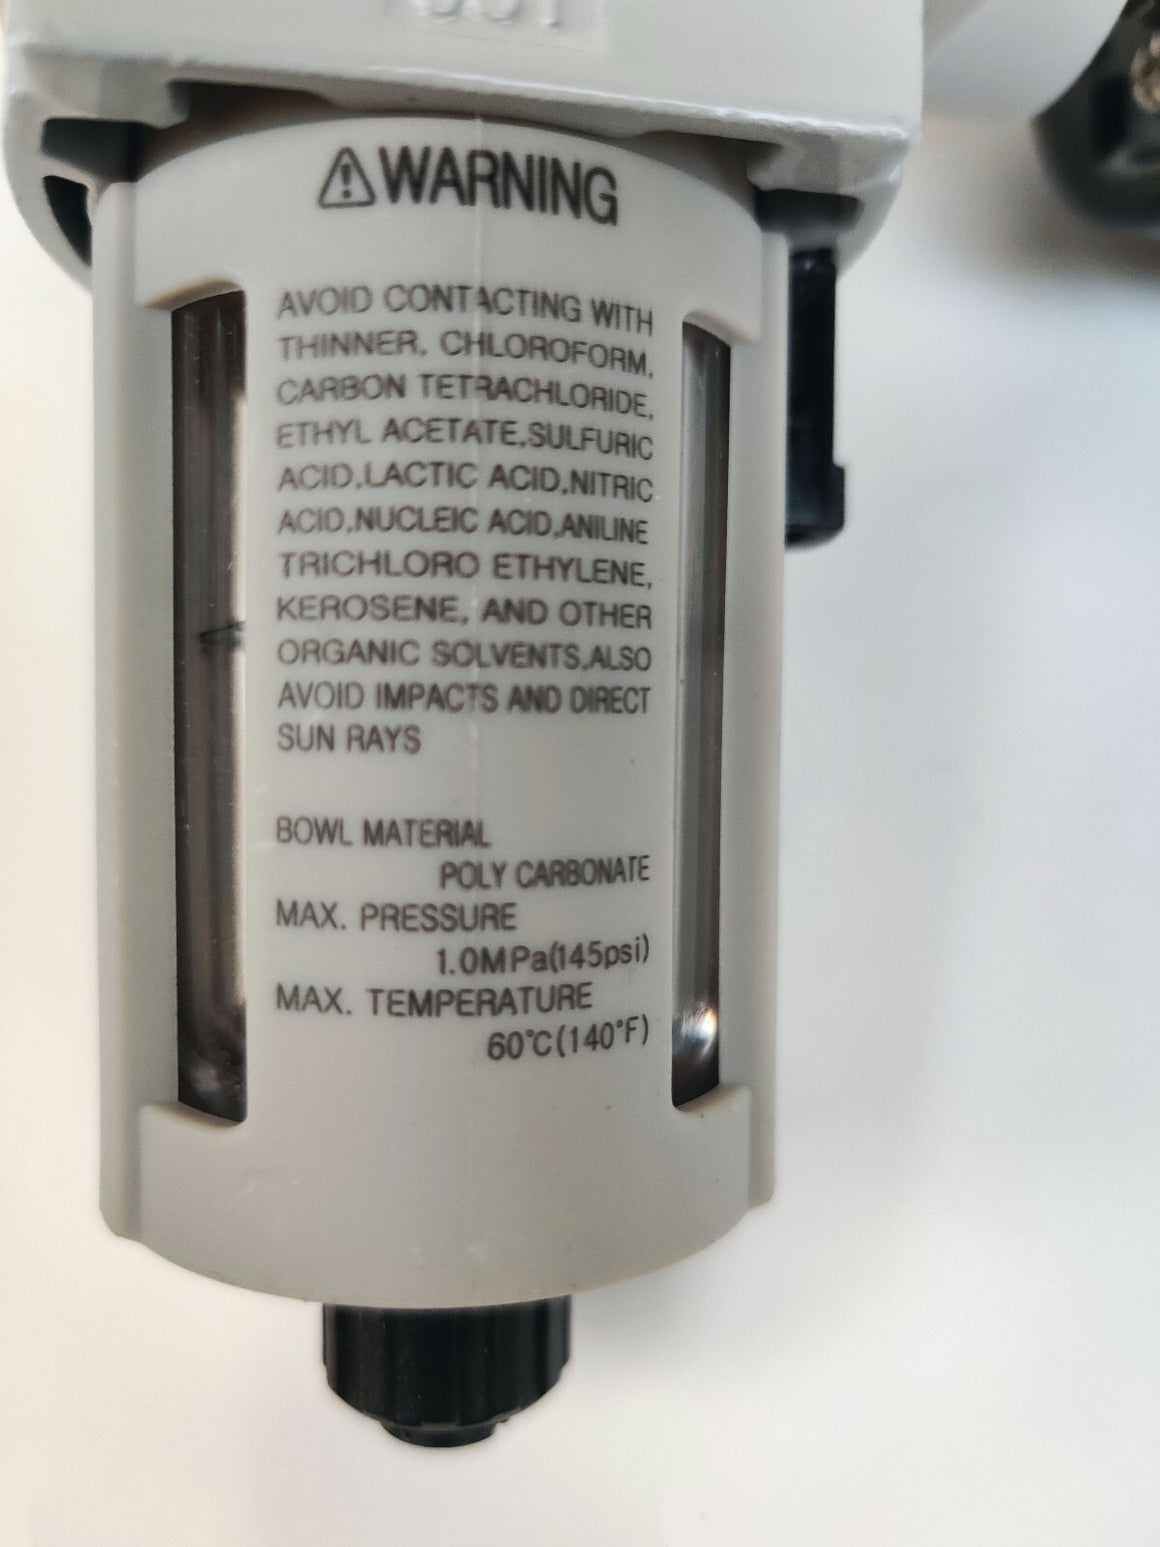 ⚠WARNING
AVOID CONTACTING WITH
THINNER, CHLOROFORM,
CARBON TETRACHLORIDE,
ETHYL ACETATE,SULFURIC
ACID,LACTIC ACID,NITRIC
ACID,NUCLEIC ACID,ANILINE
TRICHLORO ETHYLENE,
KEROSENE, AND OTHER
ORGANIC SOLVENTS,ALSO
AVOID IMPACTS AND DIRECT
SUN RAYS
BOWL MATERIAL
POLY CARBONATE
MAX. PRESSURE
1.0MPa(145psi)
MAX. TEMPERATURE
60°C(140°F)